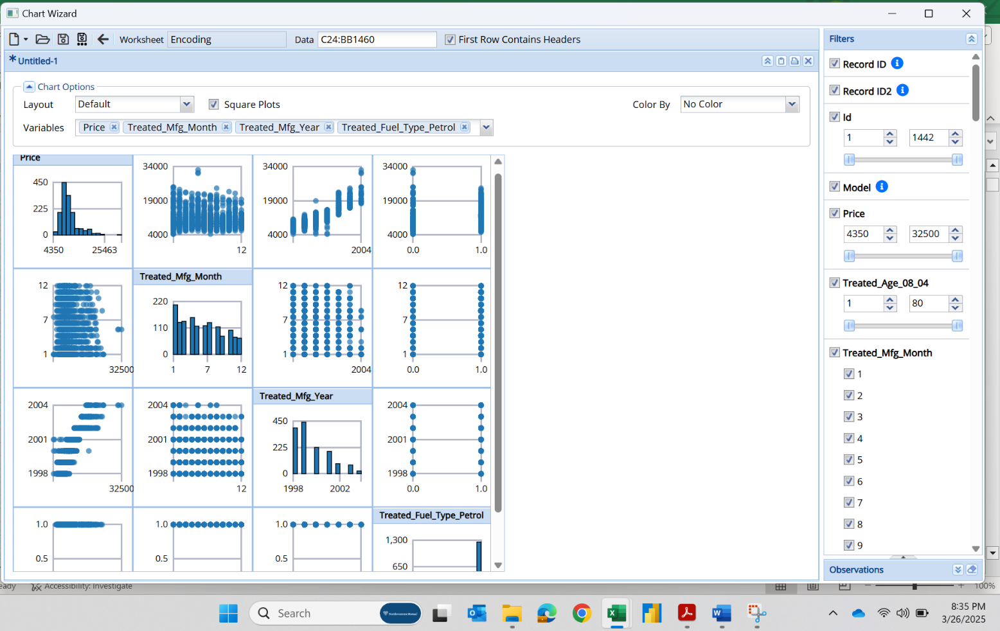 Chart Wizard
Worksheet Encoding Data C24:BB1460 First Row Contains Headers
*Untitled-1
Chart Options
Layout Default Square Plots Color By No Color
Variables Price Treated_Mfg_Month Treated_Mfg_Year Treated_Fuel_Type_Petrol
Price
450
225
0
4350 25463
34000
19000
4000
12
34000
19000
4000
2004
34000
19000
4000
0.0 1.0
12
7
1
32500
Treated_Mfg_Month
220
110
0
1 7 12
12
7
1
2004
12
7
1
0.0 1.0
2004
2001
1998
32500
2004
2001
1998
12
Treated_Mfg_Year
450
225
0
1998 2002
2004
2001
1998
0.0 1.0
1.0
0.5
1.0
0.5
1.0
0.5
Treated_Fuel_Type_Petrol
1,300
650
Filters
Record ID
Record ID2
Id
1 1442
Model
Price
4350 32500
Treated_Age_08_04
1 80
Treated_Mfg_Month
1
2
3
4
5
6
7
8
9
Observations
eady Accessibility: Investigate 100%
Search Northwestern Mutual
8:35 PM
3/26/2025